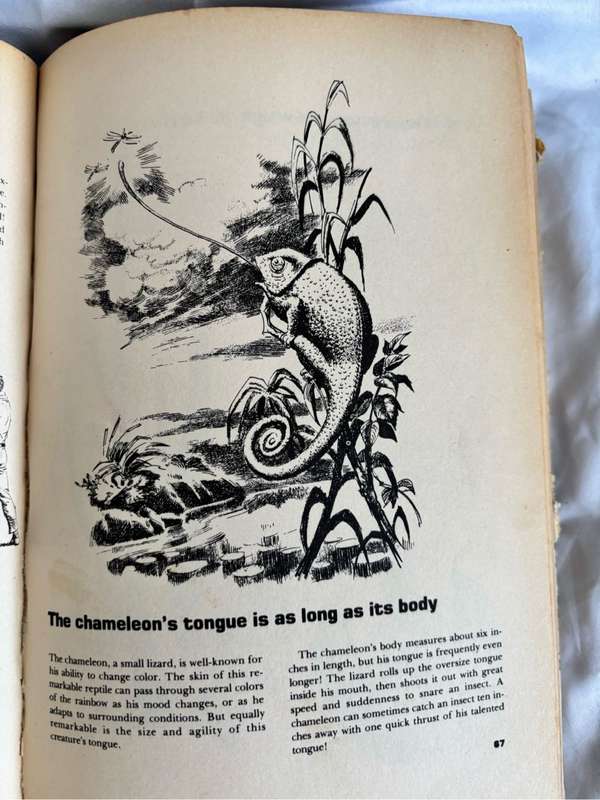 x-
e.
d!
d
h
The chameleon's tongue is as long as its body
The chameleon, a small lizard, is well-known for
his ability to change color. The skin of this re-
markable reptile can pass through several colors
of the rainbow as his mood changes, or as he
adapts to surrounding conditions. But equally
remarkable is the size and agility of this
creature's tongue.
The chameleon's body measures about six in-
ches in length, but his tongue is frequently even
longer! The lizard rolls up the oversize tongue
inside his mouth, then shoots it out with great
speed and suddenness to snare an insect. A
chameleon can sometimes catch an insect ten in-
ches away with one quick thrust of his talented
tongue!
67